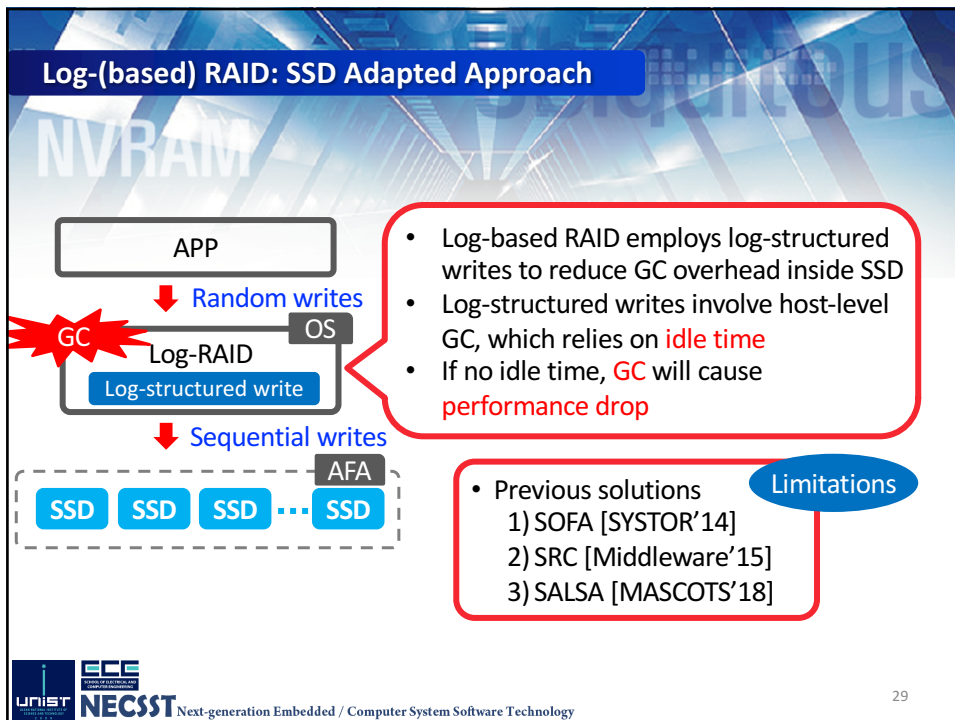 Log-(based) RAID: SSD Adapted Approach
ubiquitous
NVRAM
APP
Random writes
GC
OS
Log-RAID
Log-structured write
Sequential writes
AFA
SSD SSD SSD SSD
• Log-based RAID employs log-structured
writes to reduce GC overhead inside SSD
• Log-structured writes involve host-level
GC, which relies on idle time
• If no idle time, GC will cause
performance drop
Limitations
• Previous solutions
1) SOFA [SYSTOR'14]
2) SRC [Middleware'15]
3) SALSA [MASCOTS'18]
UNIST
ECE
SCHOOL OF ELECTRICAL AND
COMPUTER ENGINEERING
NECSST Next-generation Embedded / Computer System Software Technology
29